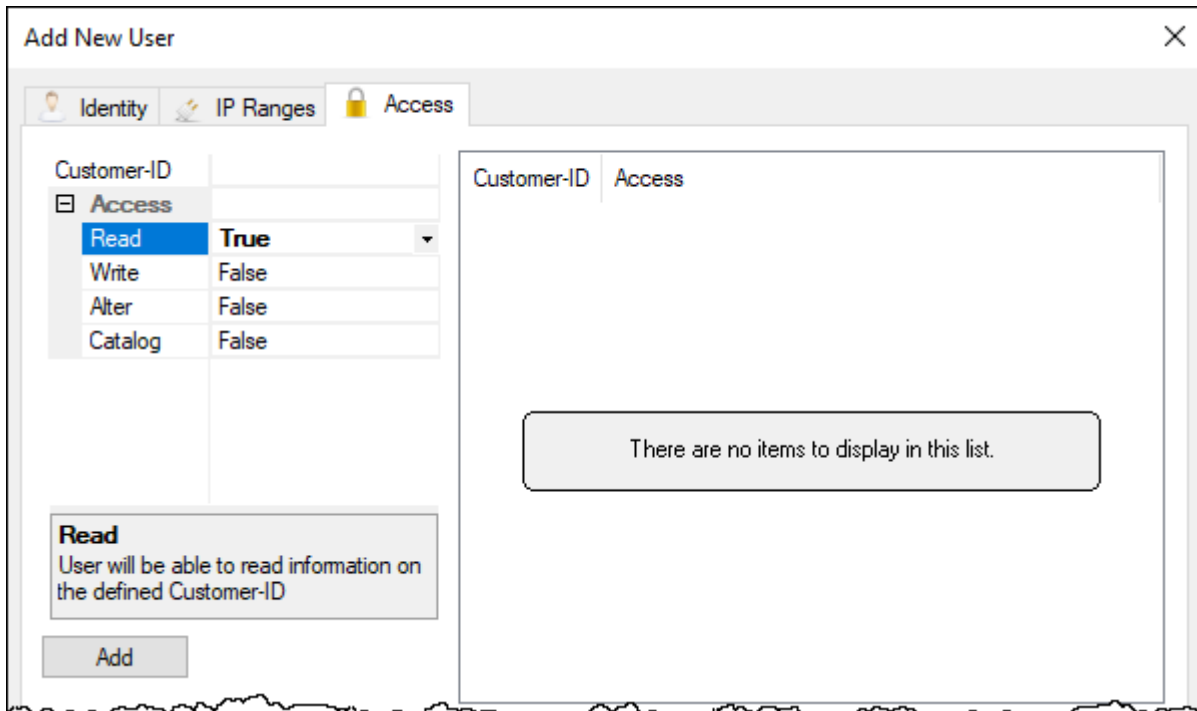 Add New User
Identity IP Ranges Access
Customer-ID
Access
Read True
Write False
Alter False
Catalog False
Read
User will be able to read information on
the defined Customer-ID
Add
Customer-ID Access
There are no items to display in this list.